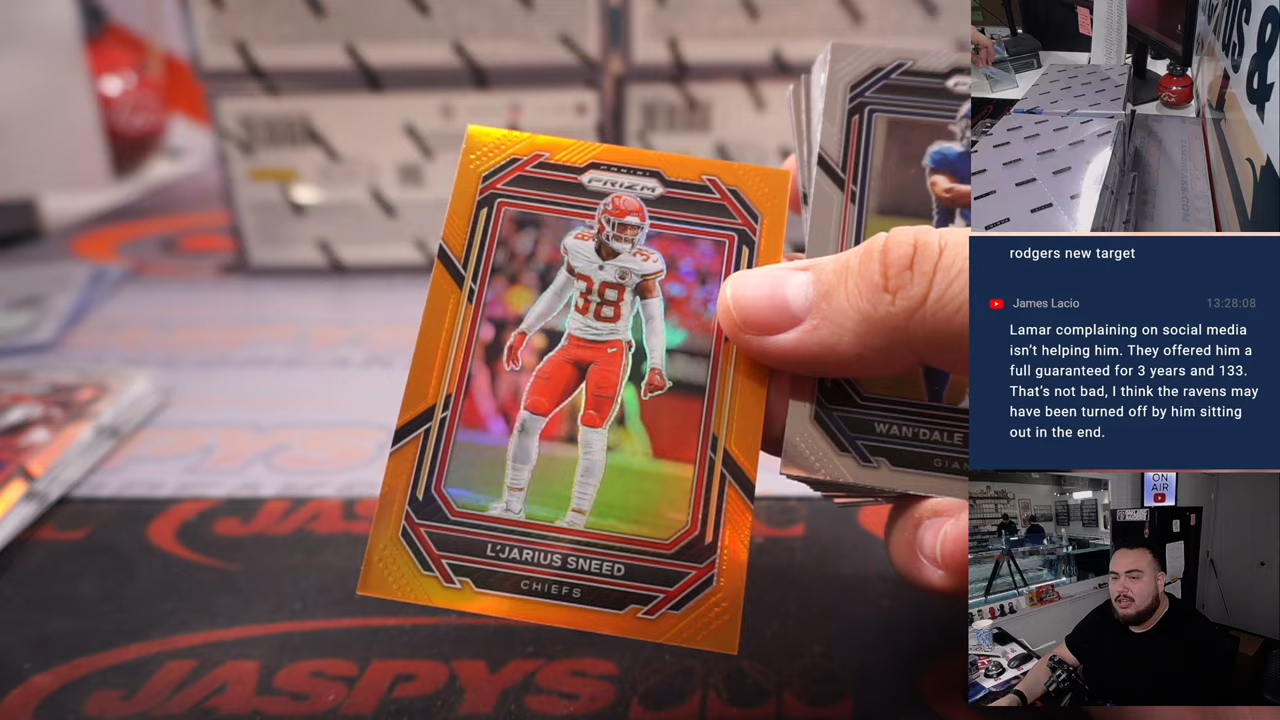 PANINI
PRIZM
38
38
L'JARIUS SNEED
CHIEFS
WAN'DALE
GIAN
JASPYS
JASPYS
ON
AIR
rodgers new target
James Lacio 13:28:08
Lamar complaining on social media
isn't helping him. They offered him a
full guaranteed for 3 years and 133.
That's not bad, I think the ravens may
have been turned off by him sitting
out in the end.